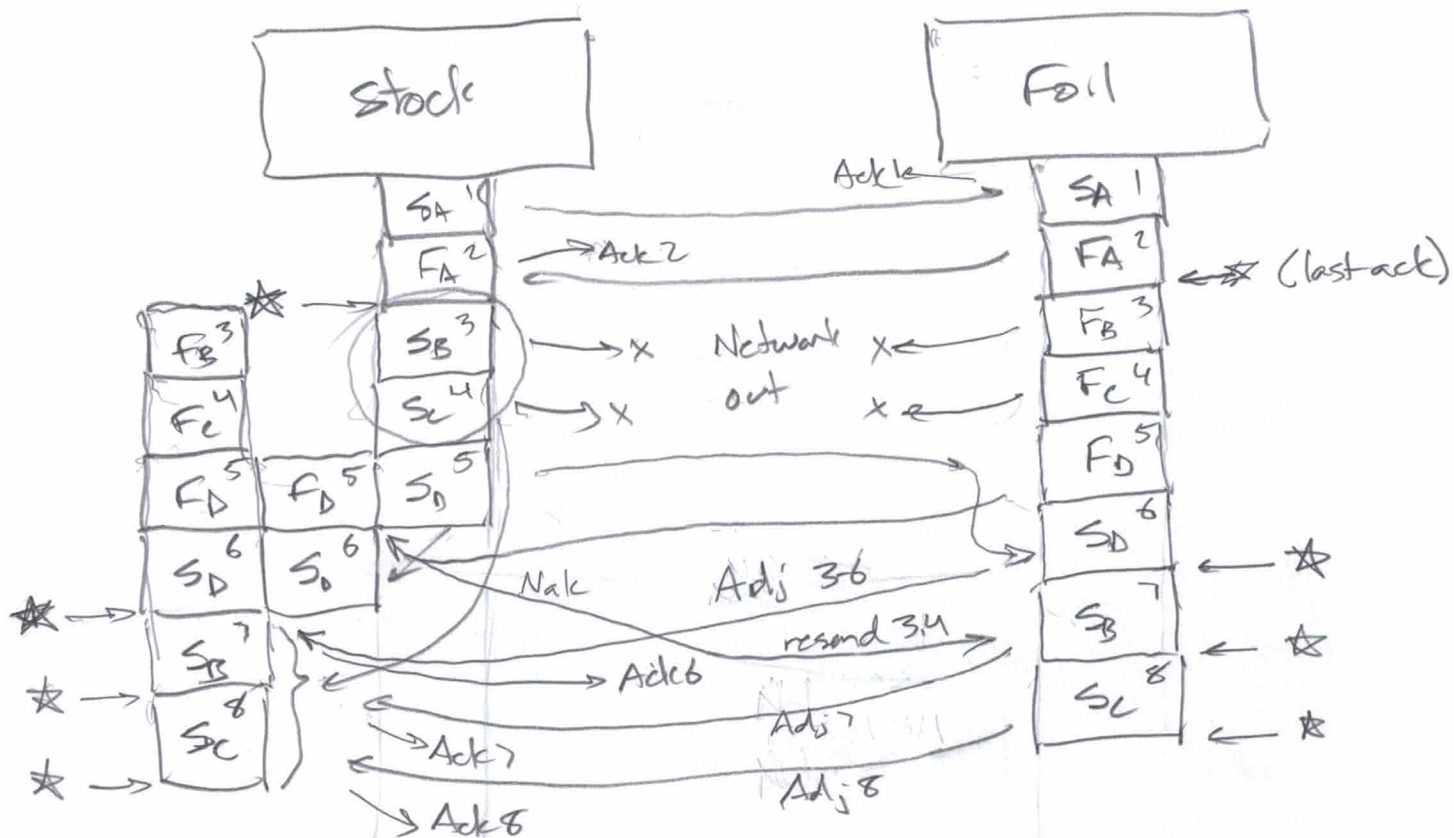 Stock
Foil
SA 1
Ack 1
SA 1
FA 2
Ack 2
FA 2
(last ack)
FB 3
SB 3
x Network x
FB 3
FC 4
SC 4
x out x
FC 4
FD 5
FD 5
SD 5
FD 5
SD 6
SD 6
Nak
Adj 3-6
SD 6
SB 7
resend 3,4
SB 7
Ack 6
SC 8
Adj 7
SC 8
Ack 7
Adj 8
Ack 8